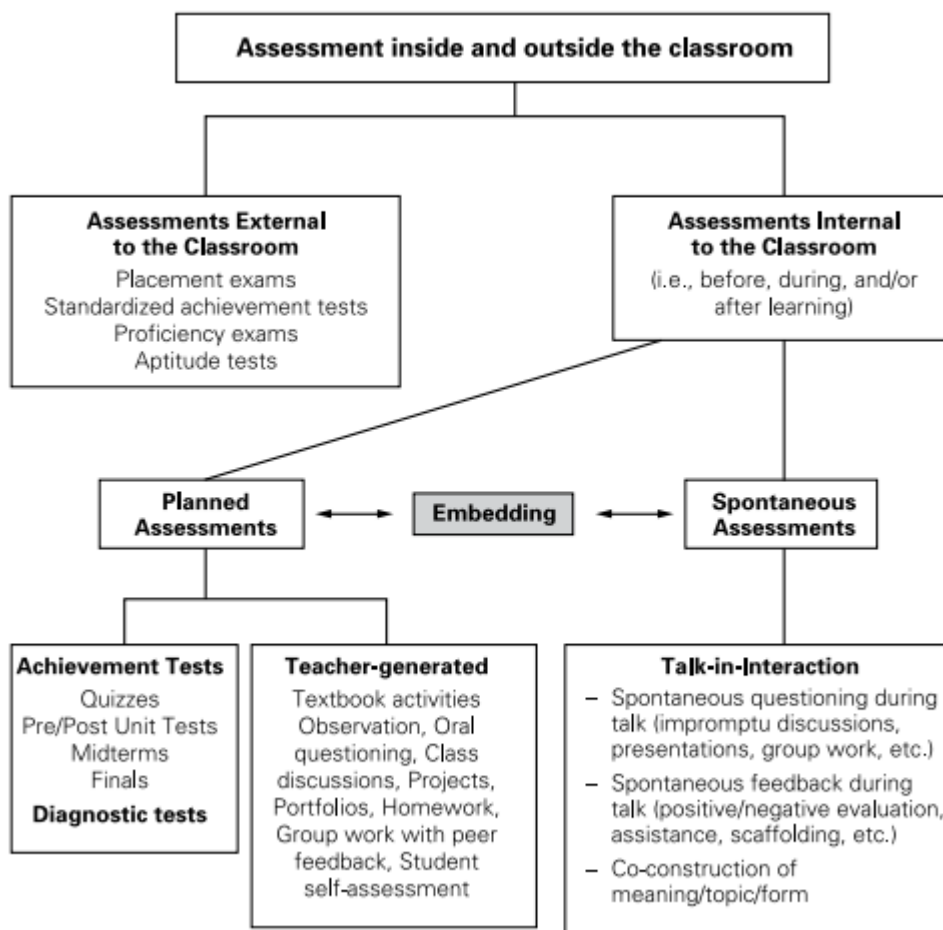 Assessment inside and outside the classroom
Assessments External
to the Classroom
Placement exams
Standardized achievement tests
Proficiency exams
Aptitude tests
Assessments Internal
to the Classroom
(i.e., before, during, and/or
after learning)
Planned
Assessments
Embedding
Spontaneous
Assessments
Achievement Tests
Quizzes
Pre/Post Unit Tests
Midterms
Finals
Diagnostic tests
Teacher-generated
Textbook activities
Observation, Oral
questioning, Class
discussions, Projects,
Portfolios, Homework,
Group work with peer
feedback, Student
self-assessment
Talk-in-Interaction
– Spontaneous questioning during
talk (impromptu discussions,
presentations, group work, etc.)
– Spontaneous feedback during
talk (positive/negative evaluation,
assistance, scaffolding, etc.)
– Co-construction of
meaning/topic/form